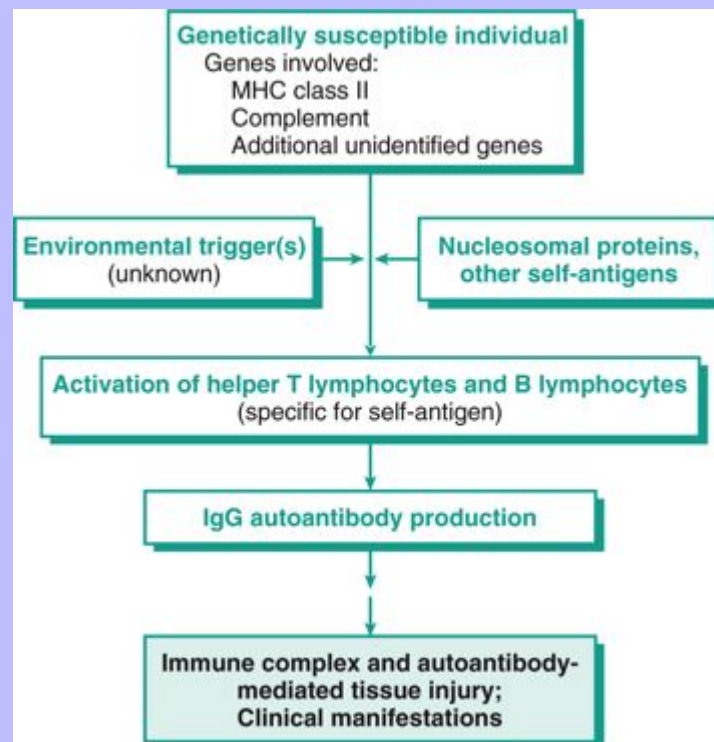 Genetically susceptible individual
Genes involved:
MHC class II
Complement
Additional unidentified genes
Environmental trigger(s)
(unknown)
Nucleosomal proteins,
other self-antigens
Activation of helper T lymphocytes and B lymphocytes
(specific for self-antigen)
IgG autoantibody production
Immune complex and autoantibody-
mediated tissue injury;
Clinical manifestations